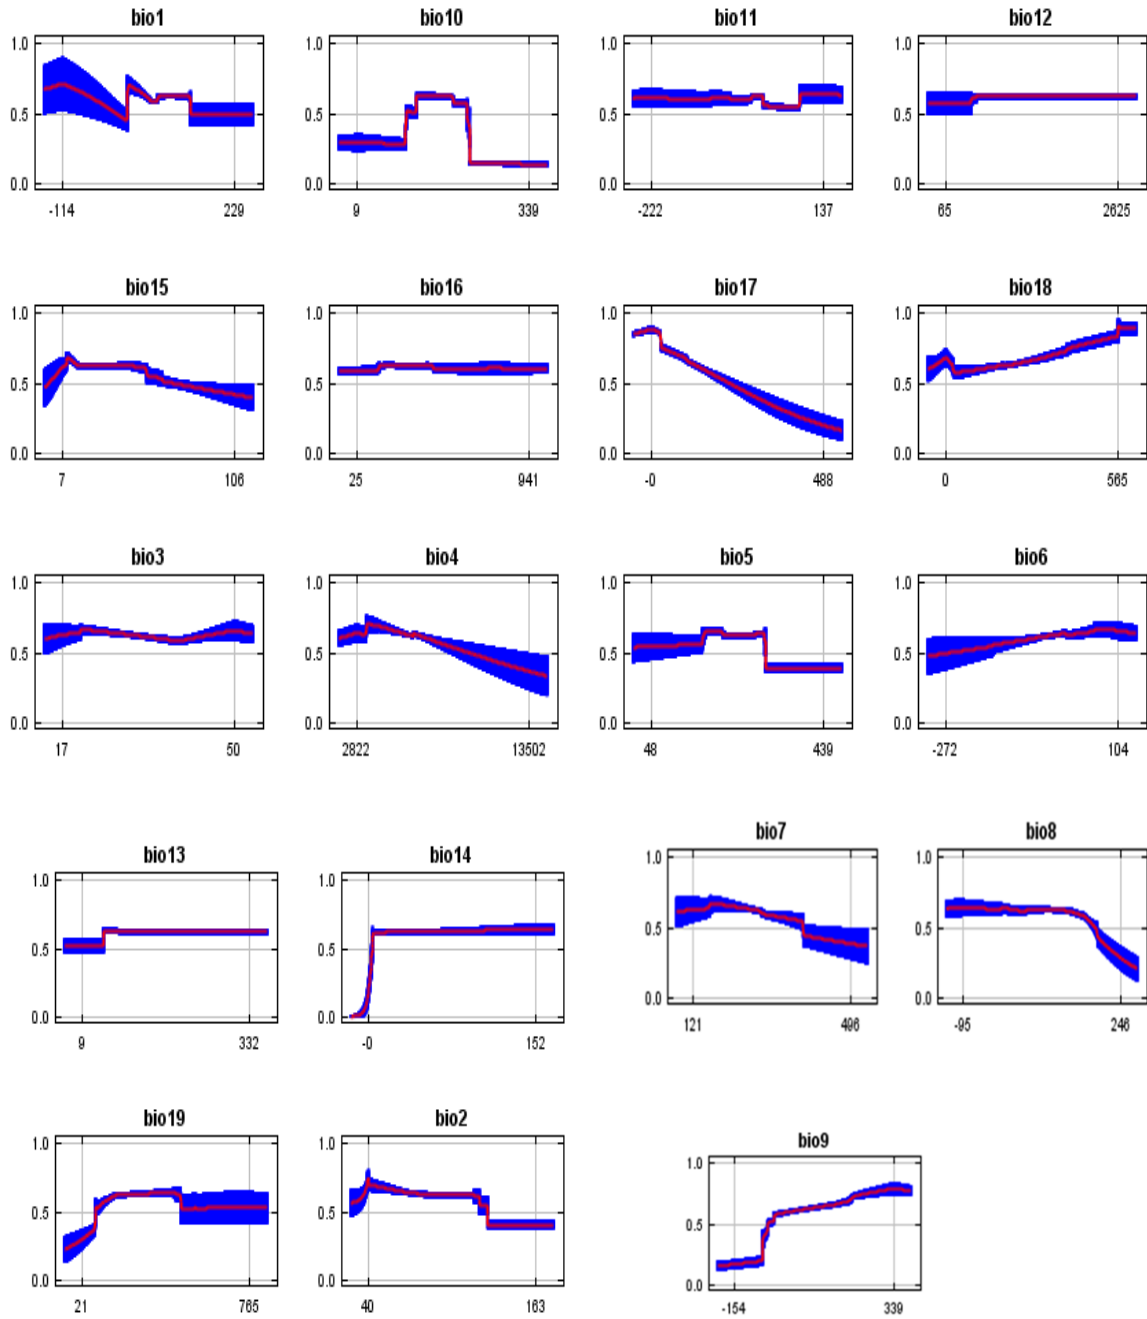 bio1 bio10 bio11 bio12
1.0 1.0 1.0 1.0
0.5 0.5 0.5 0.5
0.0 0.0 0.0 0.0
-114 229 9 339 -222 137 65 2625
bio15 bio16 bio17 bio18
1.0 1.0 1.0 1.0
0.5 0.5 0.5 0.5
0.0 0.0 0.0 0.0
7 106 25 941 -0 488 0 565
bio3 bio4 bio5 bio6
1.0 1.0 1.0 1.0
0.5 0.5 0.5 0.5
0.0 0.0 0.0 0.0
17 50 2822 13502 48 439 -272 104
bio7 bio8
bio13 bio14
1.0 1.0
1.0 1.0
0.5 0.5 0.5 0.5
0.0 0.0
0.0 0.0
121 496 -95 246
9 332 -0 152
bio19 bio2
1.0 1.0
bio9
1.0
0.5 0.5 0.5
0.0 0.0 0.0
21 765 40 163
-154 339